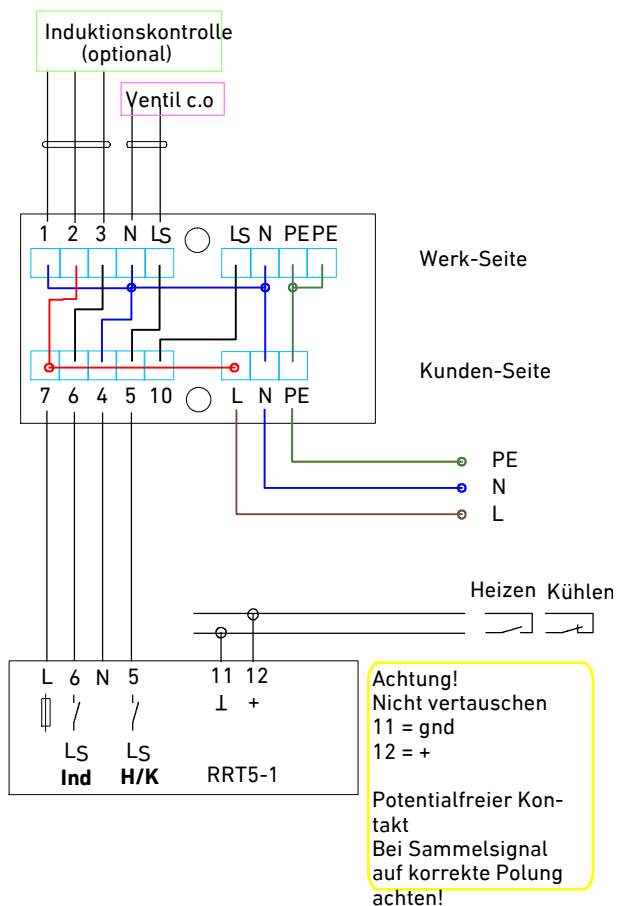 Induktionskontrolle
(optional)
Ventil c.o
1 2 3 N LS LS N PE PE
Werk-Seite
Kunden-Seite
7 6 4 5 10 L N PE
PE
N
L
Heizen Kühlen
L 6 N 5 11 12
⊥ +
LS LS
Ind H/K RRT5-1
Achtung!
Nicht vertauschen
11 = gnd
12 = +
Potentialfreier Kon-
takt
Bei Sammelsignal
auf korrekte Polung
achten!